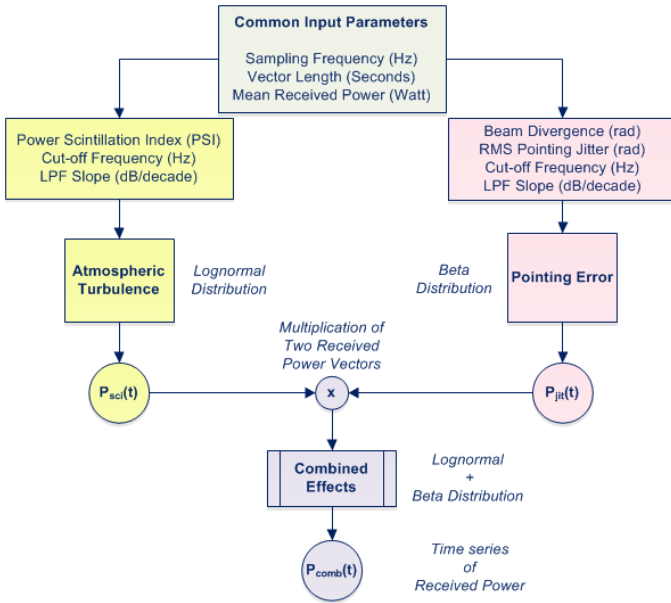 Common Input Parameters
Sampling Frequency (Hz)
Vector Length (Seconds)
Mean Received Power (Watt)
Power Scintillation Index (PSI)
Cut-off Frequency (Hz)
LPF Slope (dB/decade)
Beam Divergence (rad)
RMS Pointing Jitter (rad)
Cut-off Frequency (Hz)
LPF Slope (dB/decade)
Atmospheric
Turbulence
Lognormal
Distribution
Beta
Distribution
Pointing Error
Multiplication of
Two Received
Power Vectors
Psci(t)
x
Pjit(t)
Combined
Effects
Lognormal
+
Beta Distribution
Pcomb(t)
Time series
of
Received Power